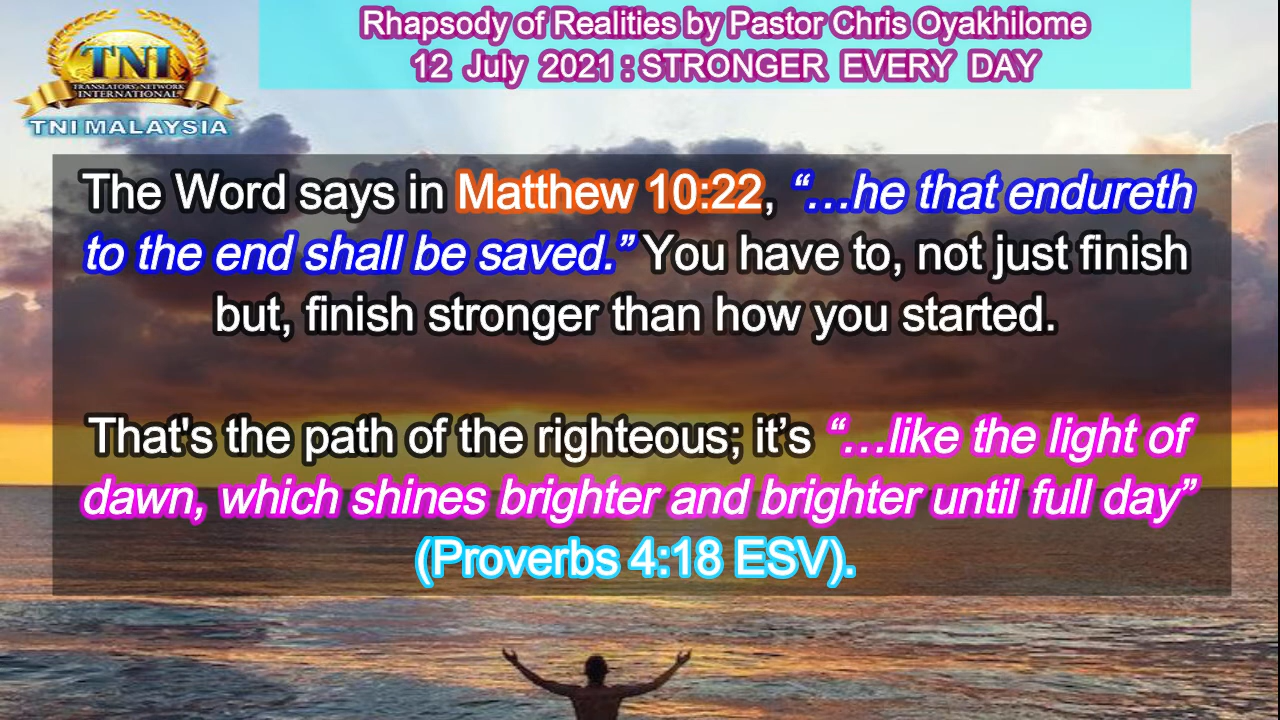 Rhapsody of Realities by Pastor Chris Oyakhilome
12 July 2021 : STRONGER EVERY DAY
TNI
TRANSLATORS' NETWORK
INTERNATIONAL
TNI MALAYSIA
The Word says in Matthew 10:22, “…he that endureth
to the end shall be saved.” You have to, not just finish
but, finish stronger than how you started.
That's the path of the righteous; it’s “…like the light of
dawn, which shines brighter and brighter until full day”
(Proverbs 4:18 ESV).